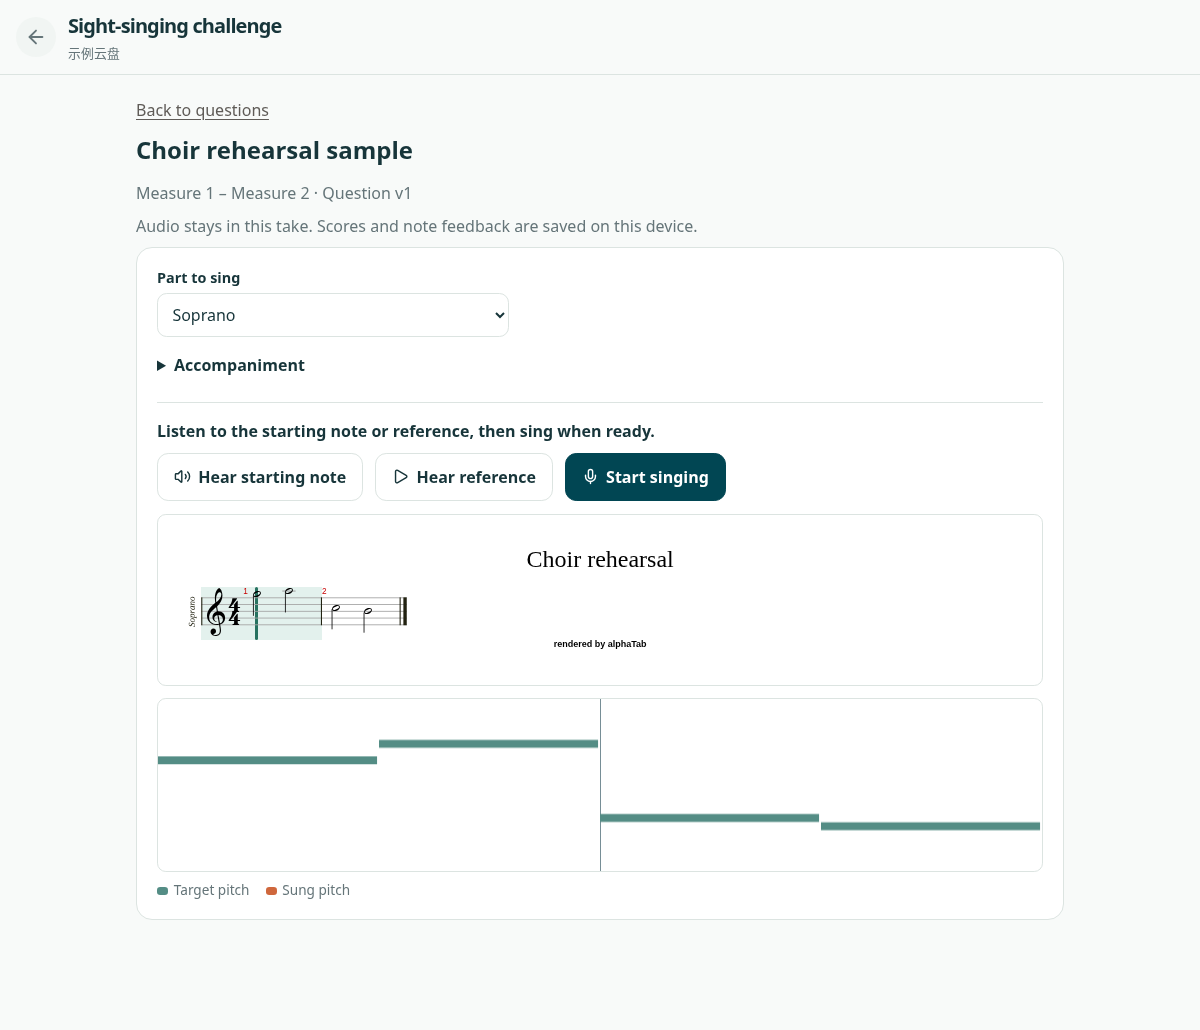 Sight-singing challenge
示例云盘
Back to questions
Choir rehearsal sample
Measure 1 – Measure 2 · Question v1
Audio stays in this take. Scores and note feedback are saved on this device.
Part to sing
Soprano
Accompaniment
Listen to the starting note or reference, then sing when ready.
Hear starting note
Hear reference
Start singing
Choir rehearsal
1
2
Soprano
4
4
rendered by alphaTab
Target pitch
Sung pitch